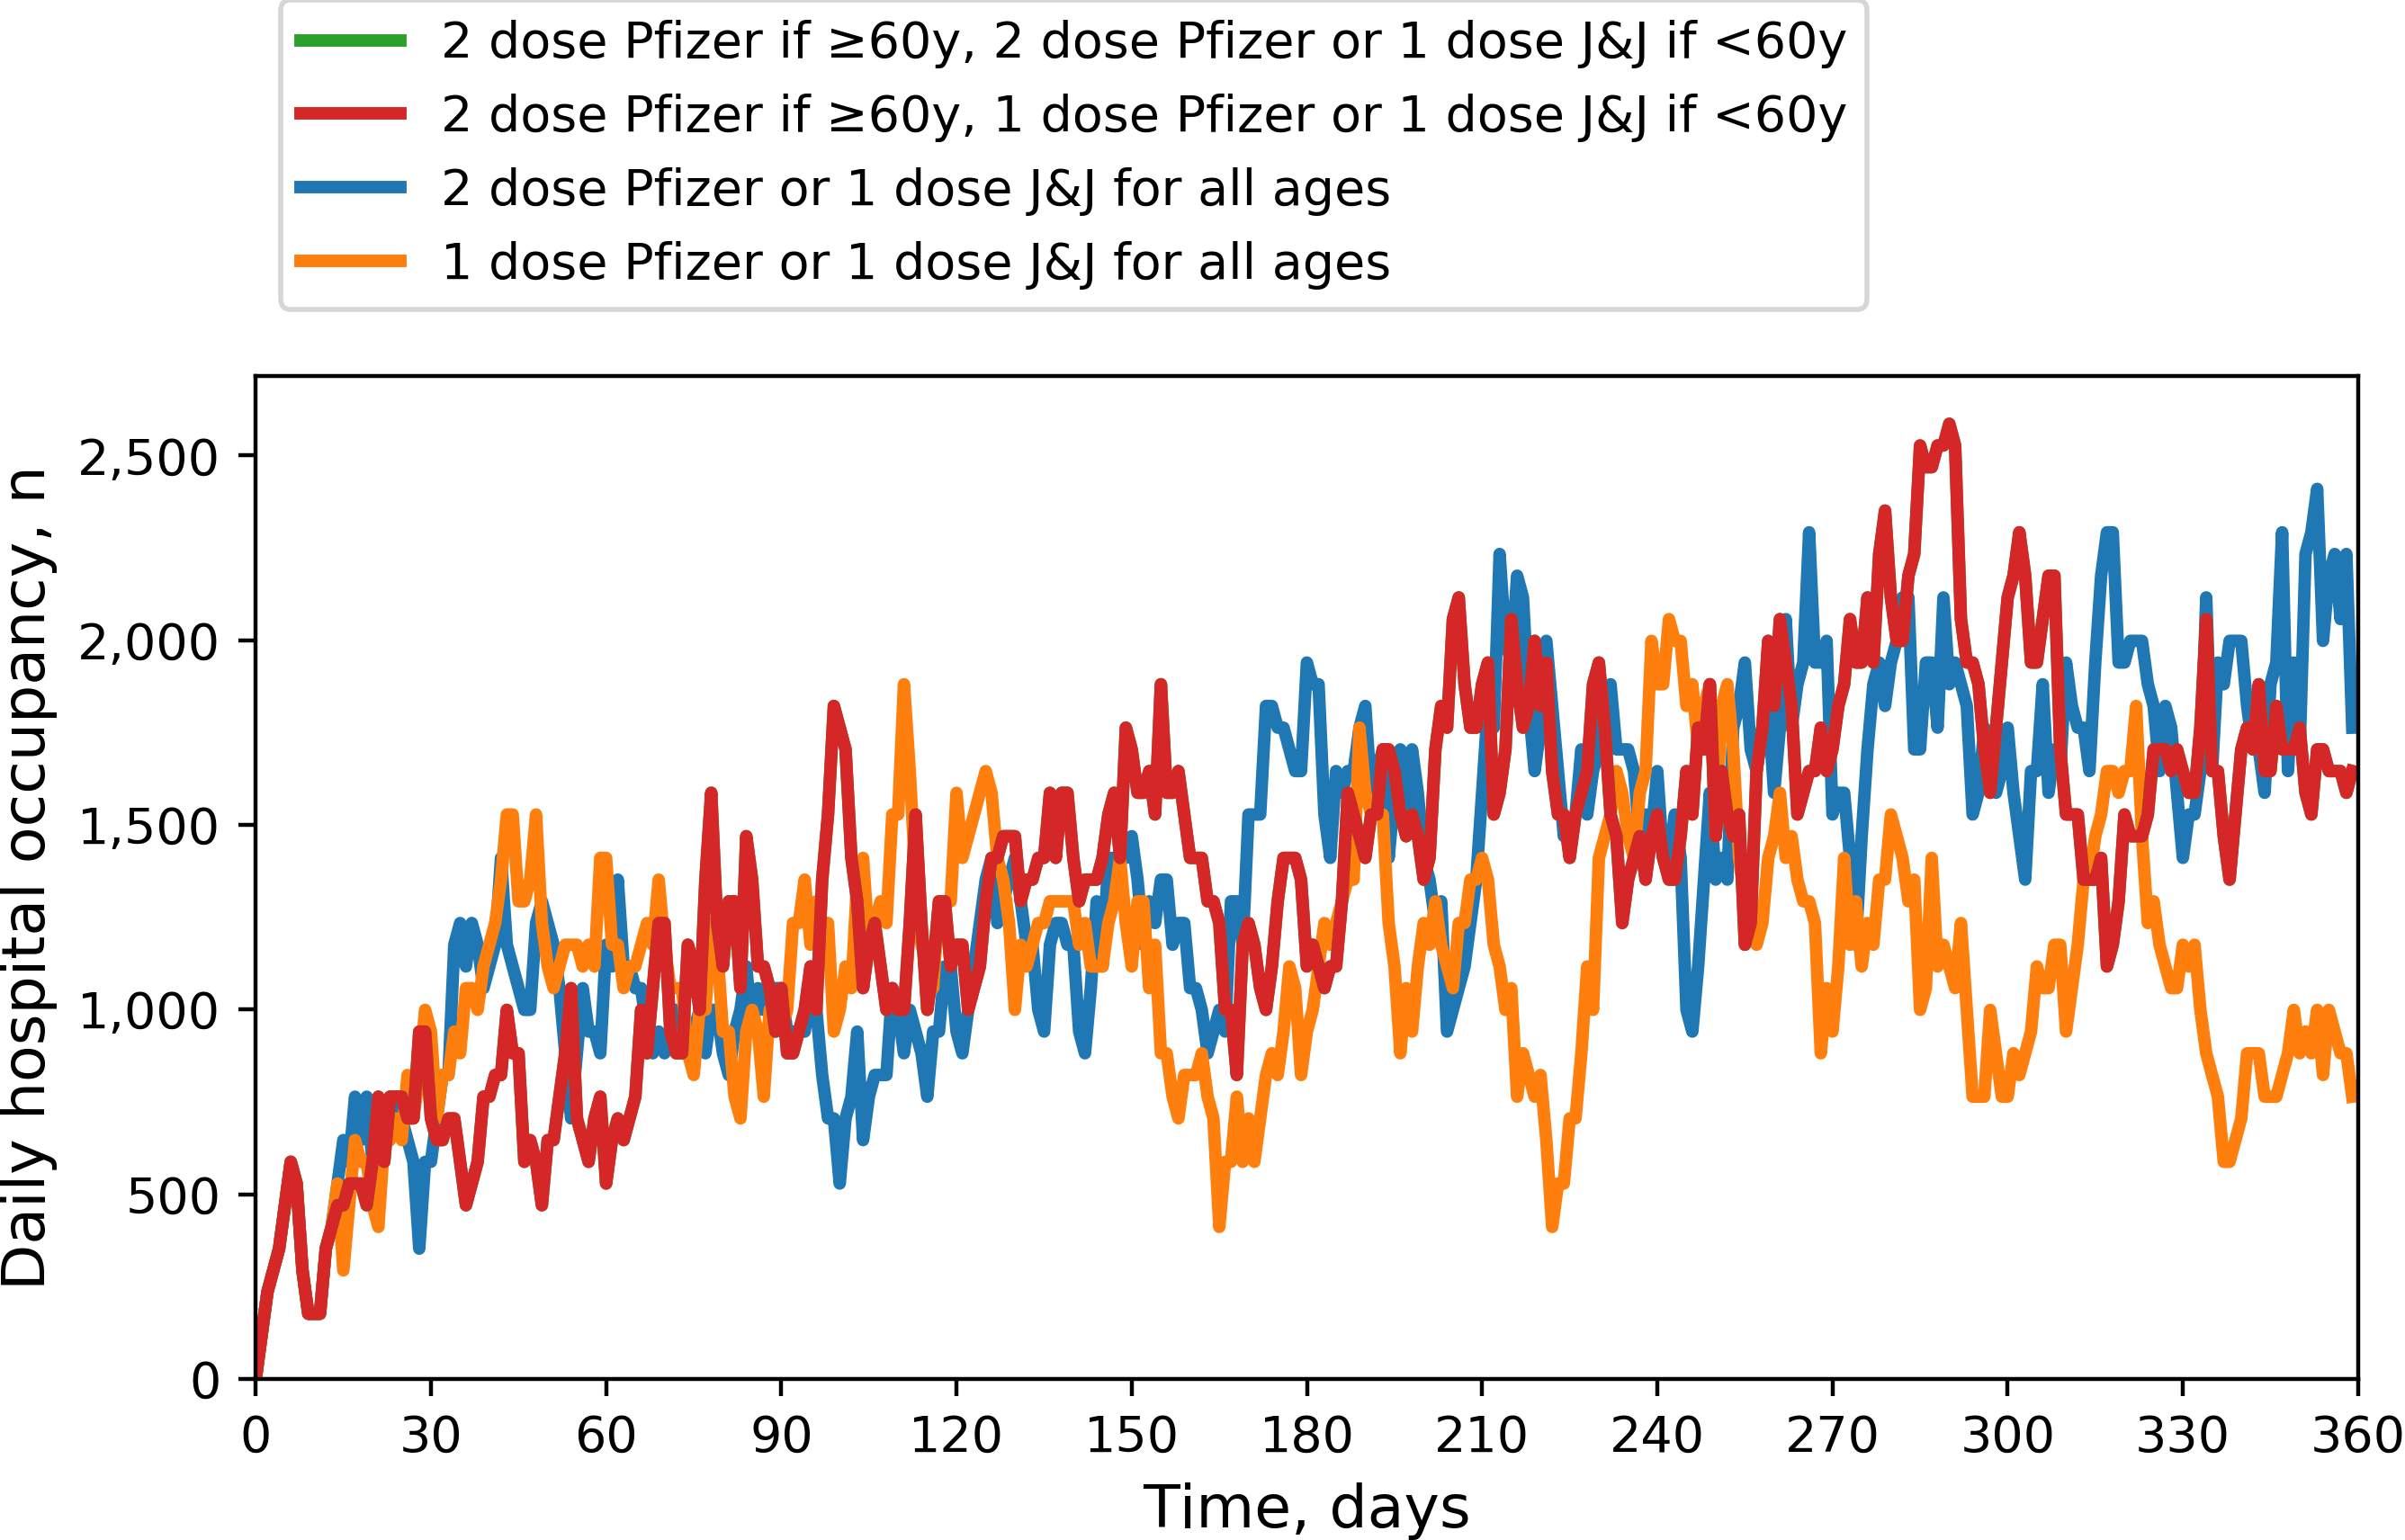 2 dose Pfizer if ≥60y, 2 dose Pfizer or 1 dose J&J if <60y
2 dose Pfizer if ≥60y, 1 dose Pfizer or 1 dose J&J if <60y
2 dose Pfizer or 1 dose J&J for all ages
1 dose Pfizer or 1 dose J&J for all ages
Daily hospital occupancy, n
2,500
2,000
1,500
1,000
500
0
0 30 60 90 120 150 180 210 240 270 300 330 360
Time, days